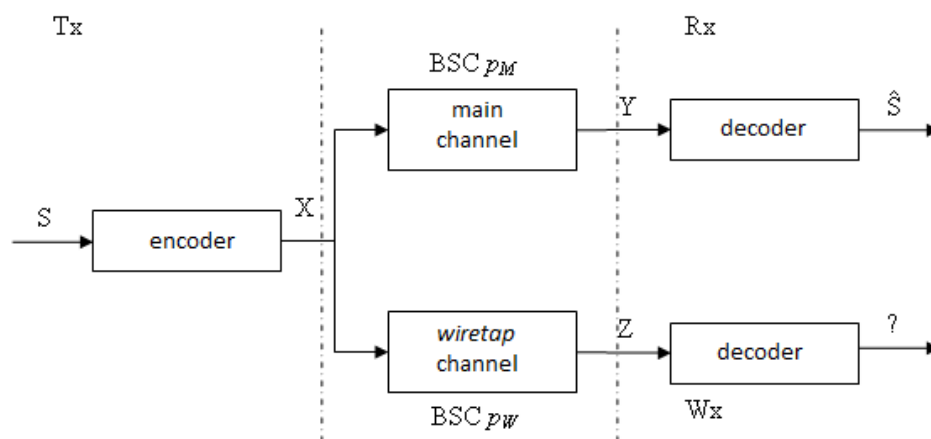 Tx
Rx
BSC pM
main
channel
Y
decoder
Ŝ
S
encoder
X
wiretap
channel
Z
decoder
?
BSC pW
Wx